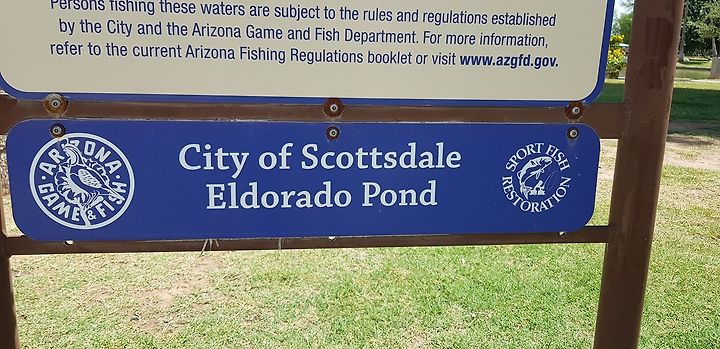 Persons fishing these waters are subject to the rules and regulations established
by the City and the Arizona Game and Fish Department. For more information,
refer to the current Arizona Fishing Regulations booklet or visit www.azgfd.gov.
ARIZONA GAME & FISH
City of Scottsdale
Eldorado Pond
SPORT FISH
RESTORATION